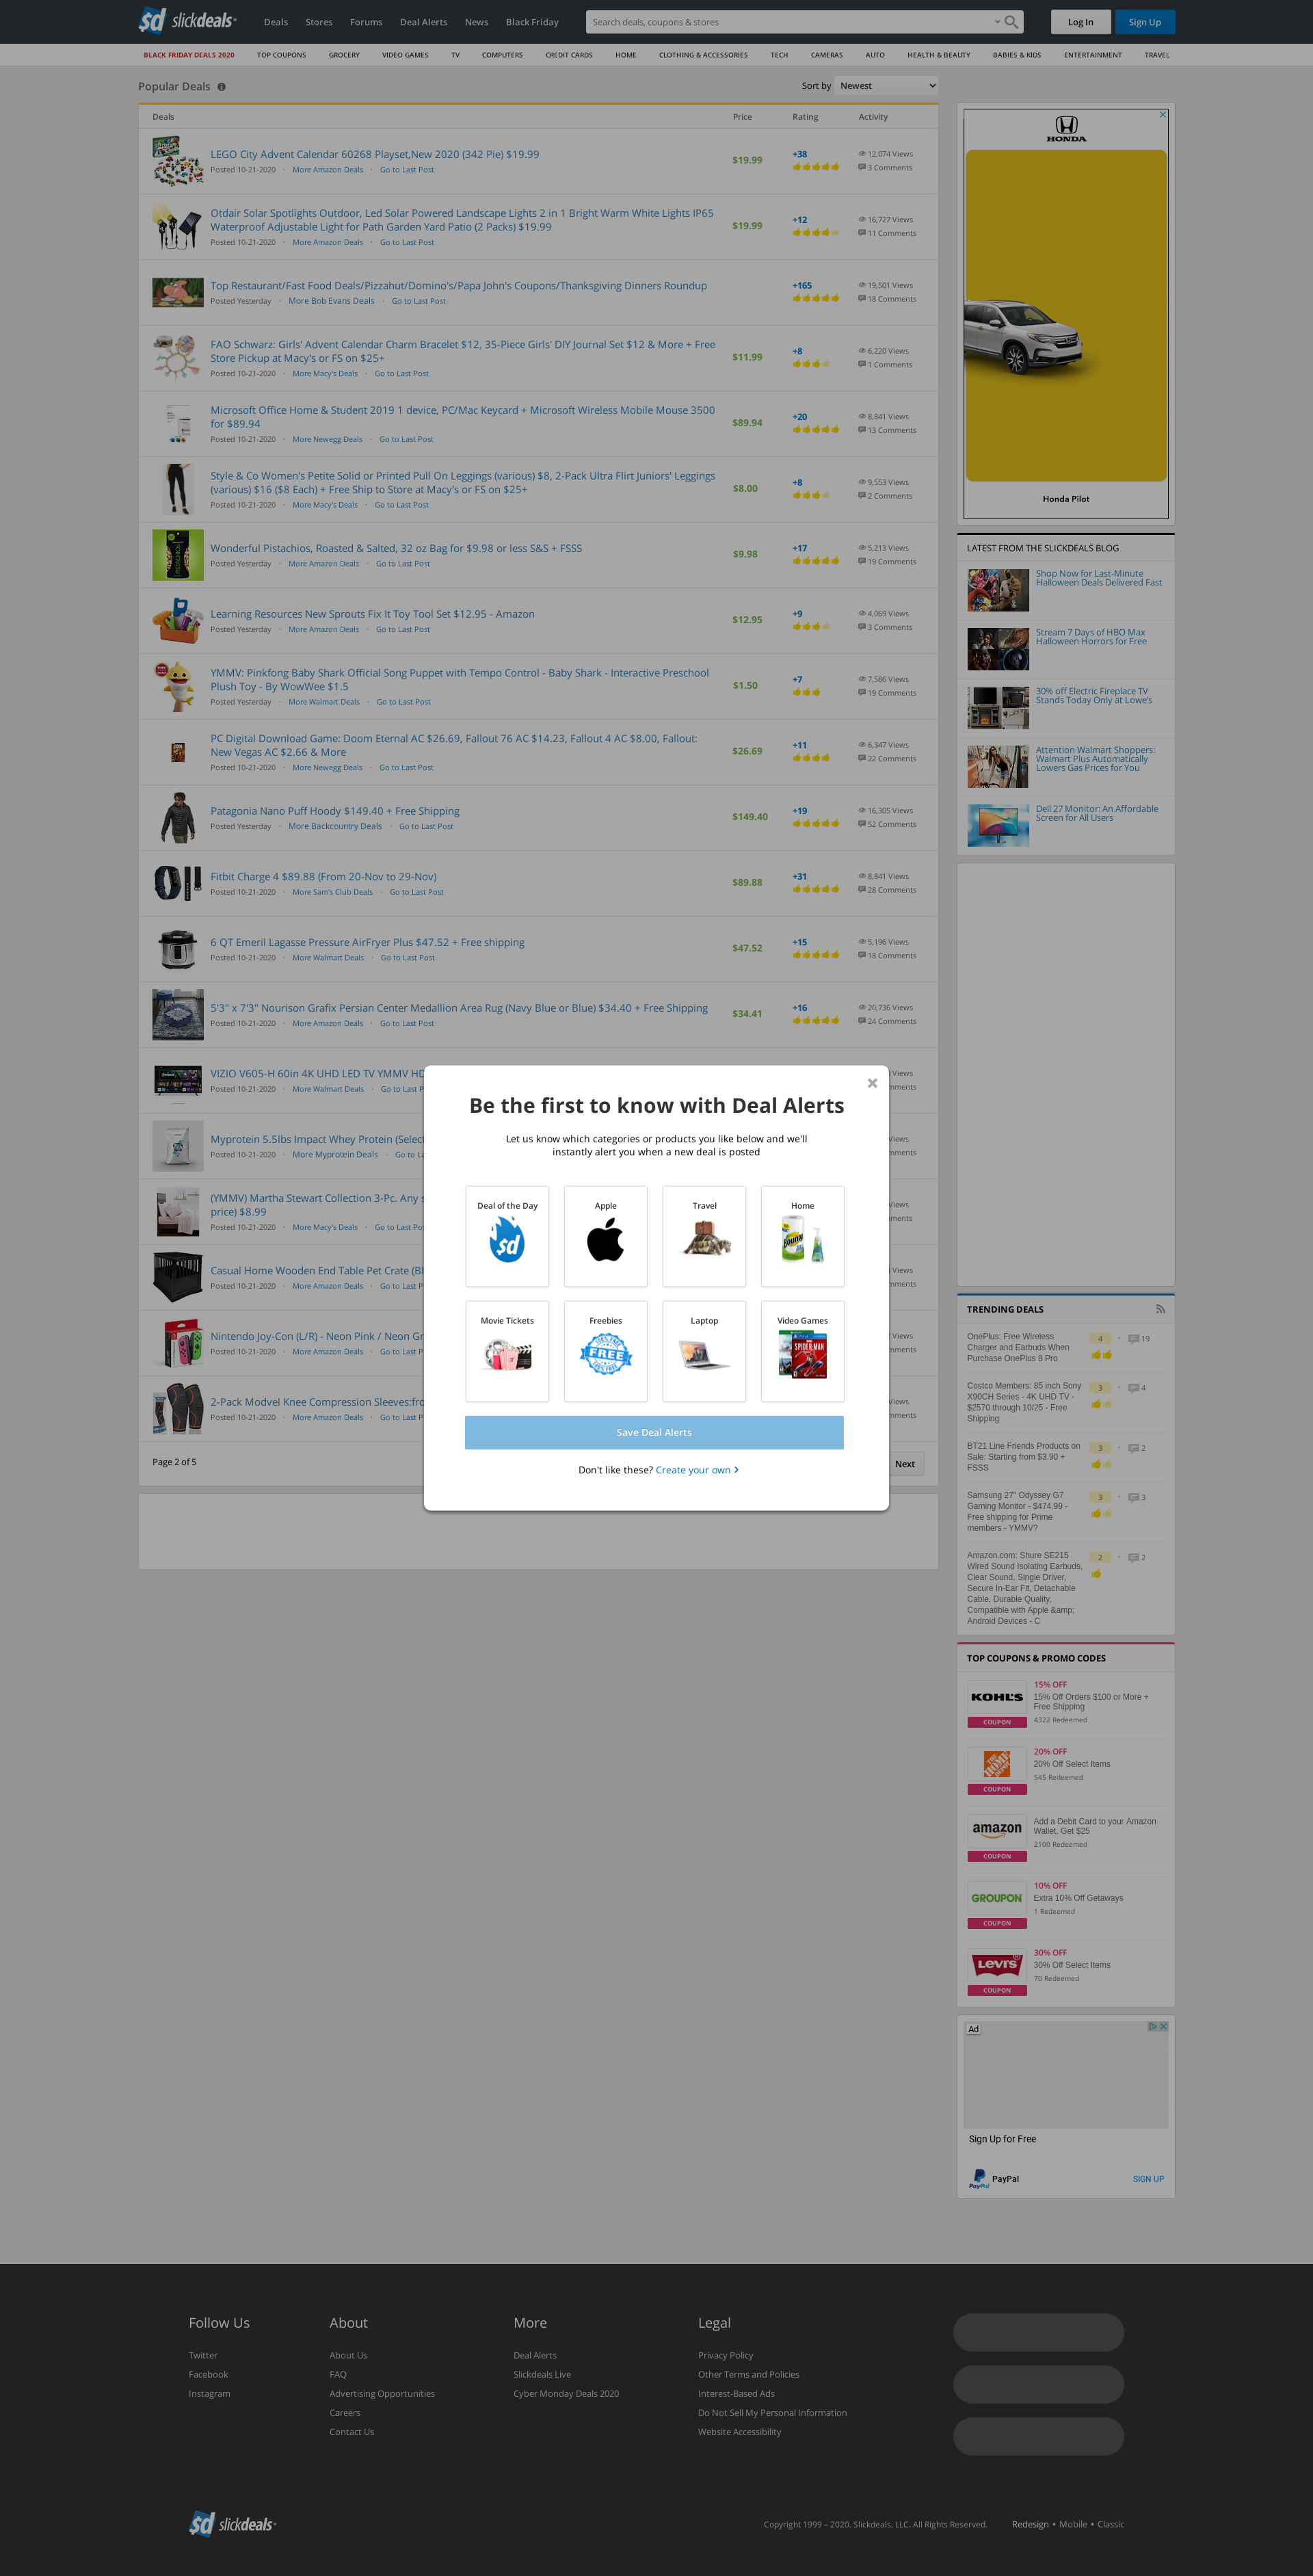 slickdeals
Deals
Stores
Forums
Deal Alerts
News
Black Friday
Search deals, coupons & stores
Log In
Sign Up
BLACK FRIDAY DEALS 2020
TOP COUPONS
GROCERY
VIDEO GAMES
TV
COMPUTERS
CREDIT CARDS
HOME
CLOTHING & ACCESSORIES
TECH
CAMERAS
AUTO
HEALTH & BEAUTY
BABIES & KIDS
ENTERTAINMENT
TRAVEL
Popular Deals
Sort by Newest
Deals Price Rating Activity
LEGO City Advent Calendar 60268 Playset,New 2020 (342 Pie) $19.99
Posted 10-21-2020 · More Amazon Deals · Go to Last Post
$19.99
+38
12,074 Views
3 Comments
Otdair Solar Spotlights Outdoor, Led Solar Powered Landscape Lights 2 in 1 Bright Warm White Lights IP65
Waterproof Adjustable Light for Path Garden Yard Patio (2 Packs) $19.99
Posted 10-21-2020 · More Amazon Deals · Go to Last Post
$19.99
+12
16,727 Views
11 Comments
Top Restaurant/Fast Food Deals/Pizzahut/Domino's/Papa John's Coupons/Thanksgiving Dinners Roundup
Posted Yesterday · More Bob Evans Deals · Go to Last Post
+165
19,501 Views
18 Comments
FAO Schwarz: Girls' Advent Calendar Charm Bracelet $12, 35-Piece Girls' DIY Journal Set $12 & More + Free
Store Pickup at Macy's or FS on $25+
Posted 10-21-2020 · More Macy's Deals · Go to Last Post
$11.99
+8
6,220 Views
1 Comments
Microsoft Office Home & Student 2019 1 device, PC/Mac Keycard + Microsoft Wireless Mobile Mouse 3500
for $89.94
Posted 10-21-2020 · More Newegg Deals · Go to Last Post
$89.94
+20
8,841 Views
13 Comments
Style & Co Women's Petite Solid or Printed Pull On Leggings (various) $8, 2-Pack Ultra Flirt Juniors' Leggings
(various) $16 ($8 Each) + Free Ship to Store at Macy's or FS on $25+
Posted 10-21-2020 · More Macy's Deals · Go to Last Post
$8.00
+8
9,553 Views
2 Comments
Wonderful Pistachios, Roasted & Salted, 32 oz Bag for $9.98 or less S&S + FSSS
Posted Yesterday · More Amazon Deals · Go to Last Post
$9.98
+17
5,213 Views
19 Comments
Learning Resources New Sprouts Fix It Toy Tool Set $12.95 - Amazon
Posted Yesterday · More Amazon Deals · Go to Last Post
$12.95
+9
4,069 Views
3 Comments
YMMV: Pinkfong Baby Shark Official Song Puppet with Tempo Control - Baby Shark - Interactive Preschool
Plush Toy - By WowWee $1.5
Posted Yesterday · More Walmart Deals · Go to Last Post
$1.50
+7
7,586 Views
19 Comments
PC Digital Download Game: Doom Eternal AC $26.69, Fallout 76 AC $14.23, Fallout 4 AC $8.00, Fallout:
New Vegas AC $2.66 & More
Posted 10-21-2020 · More Newegg Deals · Go to Last Post
$26.69
+11
6,347 Views
22 Comments
Patagonia Nano Puff Hoody $149.40 + Free Shipping
Posted Yesterday · More Backcountry Deals · Go to Last Post
$149.40
+19
16,305 Views
52 Comments
Fitbit Charge 4 $89.88 (From 20-Nov to 29-Nov)
Posted 10-21-2020 · More Sam's Club Deals · Go to Last Post
$89.88
+31
8,841 Views
28 Comments
6 QT Emeril Lagasse Pressure AirFryer Plus $47.52 + Free shipping
Posted 10-21-2020 · More Walmart Deals · Go to Last Post
$47.52
+15
5,196 Views
18 Comments
5'3" x 7'3" Nourison Grafix Persian Center Medallion Area Rug (Navy Blue or Blue) $34.40 + Free Shipping
Posted 10-21-2020 · More Amazon Deals · Go to Last Post
$34.41
+16
20,736 Views
24 Comments
VIZIO V605-H 60in 4K UHD LED TV YMMV HD
Posted 10-21-2020 · More Walmart Deals · Go to Last P
Views
mments
Myprotein 5.5lbs Impact Whey Protein (Select
Posted 10-21-2020 · More Myprotein Deals · Go to La
Views
mments
(YMMV) Martha Stewart Collection 3-Pc. Any s
price) $8.99
Posted 10-21-2020 · More Macy's Deals · Go to Last Pos
Views
ments
Casual Home Wooden End Table Pet Crate (Bl
Posted 10-21-2020 · More Amazon Deals · Go to Last P
Views
mments
Nintendo Joy-Con (L/R) - Neon Pink / Neon Gr
Posted 10-21-2020 · More Amazon Deals · Go to Last P
Views
mments
2-Pack Modvel Knee Compression Sleeves:fro
Posted 10-21-2020 · More Amazon Deals · Go to Last P
Views
mments
Page 2 of 5
Next
Be the first to know with Deal Alerts
Let us know which categories or products you like below and we'll
instantly alert you when a new deal is posted
Deal of the Day
Apple
Travel
Home
Bounty
Movie Tickets
Freebies
FREE
Laptop
Video Games
SPIDER-MAN
Save Deal Alerts
Don't like these? Create your own
HONDA
Honda Pilot
LATEST FROM THE SLICKDEALS BLOG
Shop Now for Last-Minute
Halloween Deals Delivered Fast
Stream 7 Days of HBO Max
Halloween Horrors for Free
30% off Electric Fireplace TV
Stands Today Only at Lowe's
Attention Walmart Shoppers:
Walmart Plus Automatically
Lowers Gas Prices for You
Dell 27 Monitor: An Affordable
Screen for All Users
TRENDING DEALS
OnePlus: Free Wireless
Charger and Earbuds When
Purchase OnePlus 8 Pro
4 · 19
Costco Members: 85 inch Sony
X90CH Series - 4K UHD TV -
$2570 through 10/25 - Free
Shipping
3 · 4
BT21 Line Friends Products on
Sale: Starting from $3.90 +
FSSS
3 · 2
Samsung 27" Odyssey G7
Gaming Monitor - $474.99 -
Free shipping for Prime
members - YMMV?
3 · 3
Amazon.com: Shure SE215
Wired Sound Isolating Earbuds,
Clear Sound, Single Driver,
Secure In-Ear Fit, Detachable
Cable, Durable Quality,
Compatible with Apple &amp;
Android Devices - C
2 · 2
TOP COUPONS & PROMO CODES
KOHL'S
COUPON
15% OFF
15% Off Orders $100 or More +
Free Shipping
4322 Redeemed
THE HOME DEPOT
COUPON
20% OFF
20% Off Select Items
545 Redeemed
amazon
COUPON
Add a Debit Card to your Amazon
Wallet, Get $25
2100 Redeemed
GROUPON
COUPON
10% OFF
Extra 10% Off Getaways
1 Redeemed
LEVI'S
COUPON
30% OFF
30% Off Select Items
70 Redeemed
Ad
Sign Up for Free
PayPal
PayPal
SIGN UP
Follow Us
Twitter
Facebook
Instagram
About
About Us
FAQ
Advertising Opportunities
Careers
Contact Us
More
Deal Alerts
Slickdeals Live
Cyber Monday Deals 2020
Legal
Privacy Policy
Other Terms and Policies
Interest-Based Ads
Do Not Sell My Personal Information
Website Accessibility
slickdeals
Copyright 1999 – 2020. Slickdeals, LLC. All Rights Reserved.
Redesign • Mobile • Classic